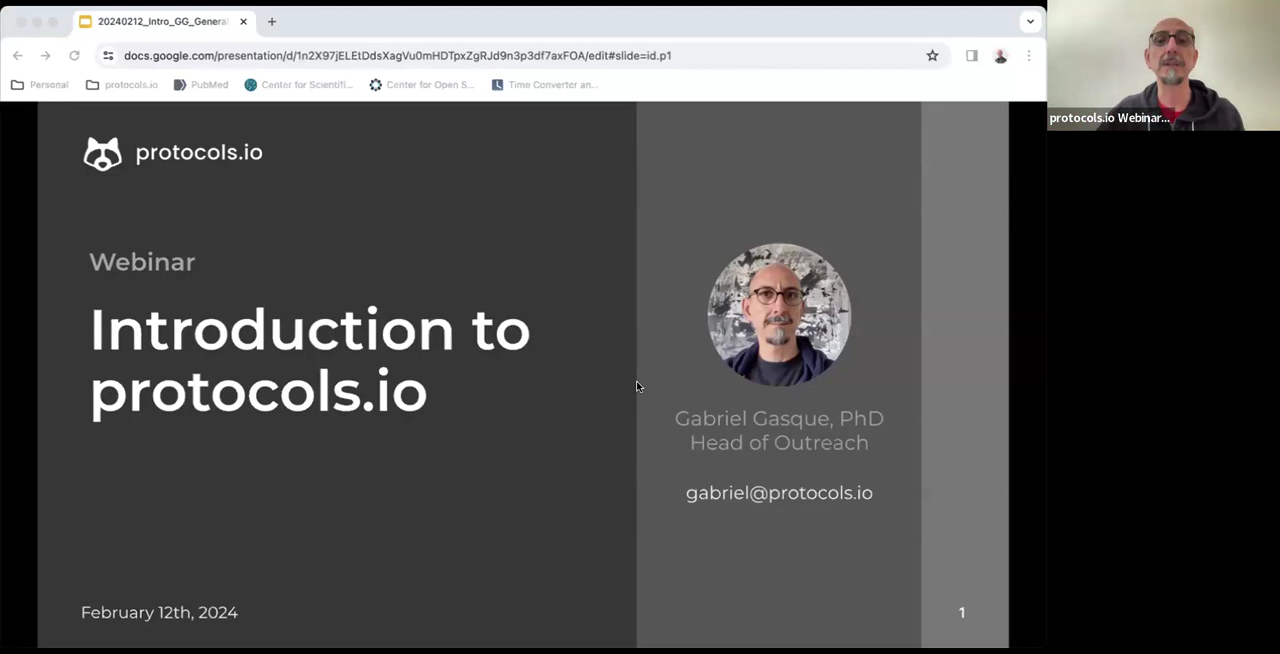 20240212_Intro_GG_Genera
docs.google.com/presentation/d/1n2X97jELEtDdsXagVu0mHDTpxZgRJd9n3p3df7axFOA/edit#slide=id.p1
Personal
protocols.io
PubMed
Center for Scientifi...
Center for Open S...
Time Converter an...
protocols.io Webinar...
protocols.io
Webinar
Introduction to
protocols.io
Gabriel Gasque, PhD
Head of Outreach
gabriel@protocols.io
February 12th, 2024
1